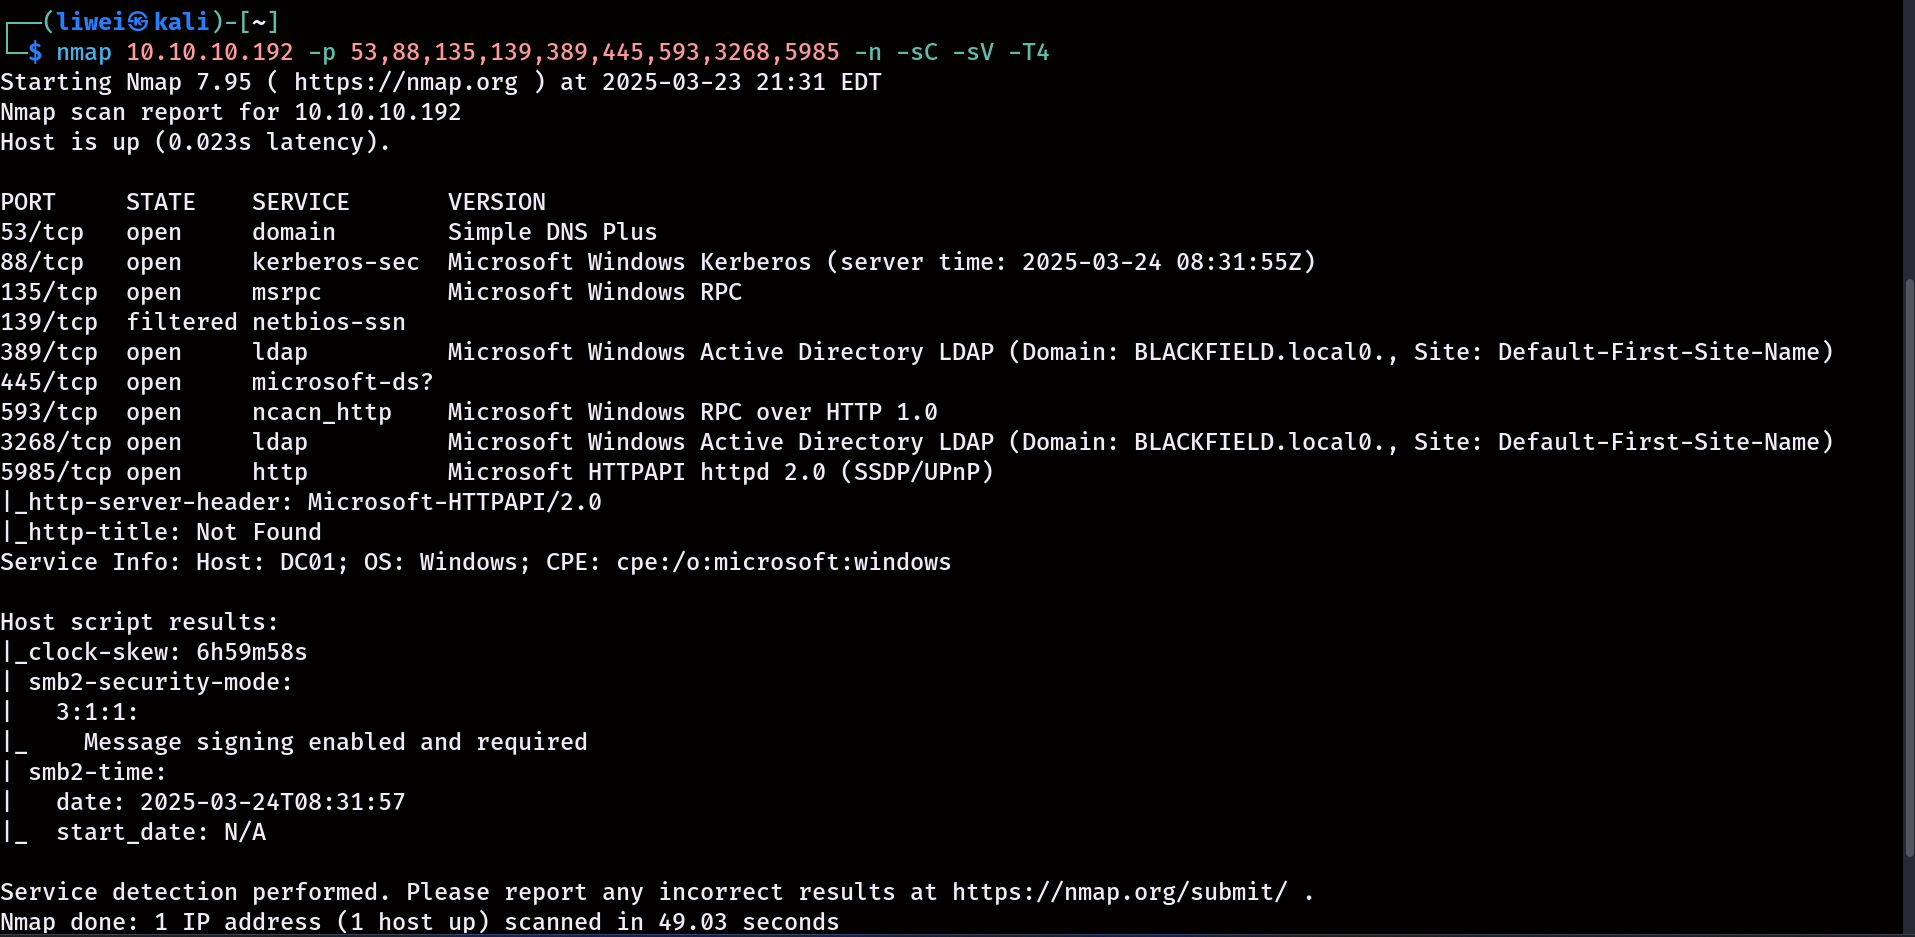 ┌──(liwei㉿kali)-[~]
└─$ nmap 10.10.10.192 -p 53,88,135,139,389,445,593,3268,5985 -n -sC -sV -T4
Starting Nmap 7.95 ( https://nmap.org ) at 2025-03-23 21:31 EDT
Nmap scan report for 10.10.10.192
Host is up (0.023s latency).

PORT     STATE    SERVICE       VERSION
53/tcp   open     domain        Simple DNS Plus
88/tcp   open     kerberos-sec  Microsoft Windows Kerberos (server time: 2025-03-24 08:31:55Z)
135/tcp  open     msrpc         Microsoft Windows RPC
139/tcp  filtered netbios-ssn
389/tcp  open     ldap          Microsoft Windows Active Directory LDAP (Domain: BLACKFIELD.local0., Site: Default-First-Site-Name)
445/tcp  open     microsoft-ds?
593/tcp  open     ncacn_http    Microsoft Windows RPC over HTTP 1.0
3268/tcp open     ldap          Microsoft Windows Active Directory LDAP (Domain: BLACKFIELD.local0., Site: Default-First-Site-Name)
5985/tcp open     http          Microsoft HTTPAPI httpd 2.0 (SSDP/UPnP)
|_http-server-header: Microsoft-HTTPAPI/2.0
|_http-title: Not Found
Service Info: Host: DC01; OS: Windows; CPE: cpe:/o:microsoft:windows

Host script results:
|_clock-skew: 6h59m58s
| smb2-security-mode:
|   3:1:1:
|_    Message signing enabled and required
| smb2-time:
|   date: 2025-03-24T08:31:57
|_  start_date: N/A

Service detection performed. Please report any incorrect results at https://nmap.org/submit/ .
Nmap done: 1 IP address (1 host up) scanned in 49.03 seconds